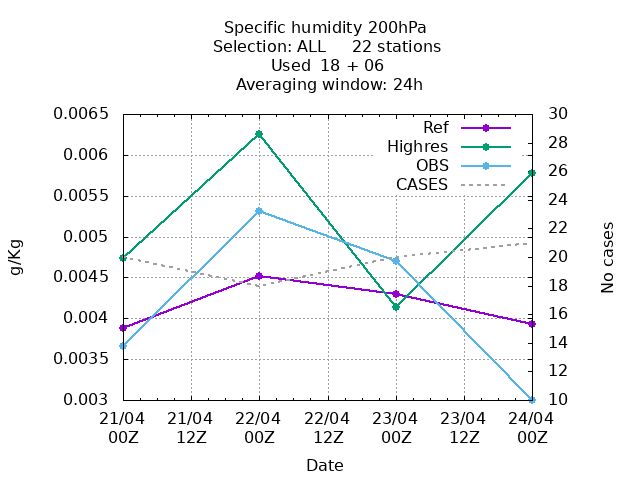 Specific humidity 200hPa
Selection: ALL     22 stations
Used  18 + 06
Averaging window: 24h
0.0065
0.006
0.0055
0.005
0.0045
0.004
0.0035
0.003
g/Kg
30
28
26
24
22
20
18
16
14
12
10
No cases
Ref
Highres
OBS
CASES
21/04 21/04 22/04 22/04 23/04 23/04 24/04
00Z 12Z 00Z 12Z 00Z 12Z 00Z
Date